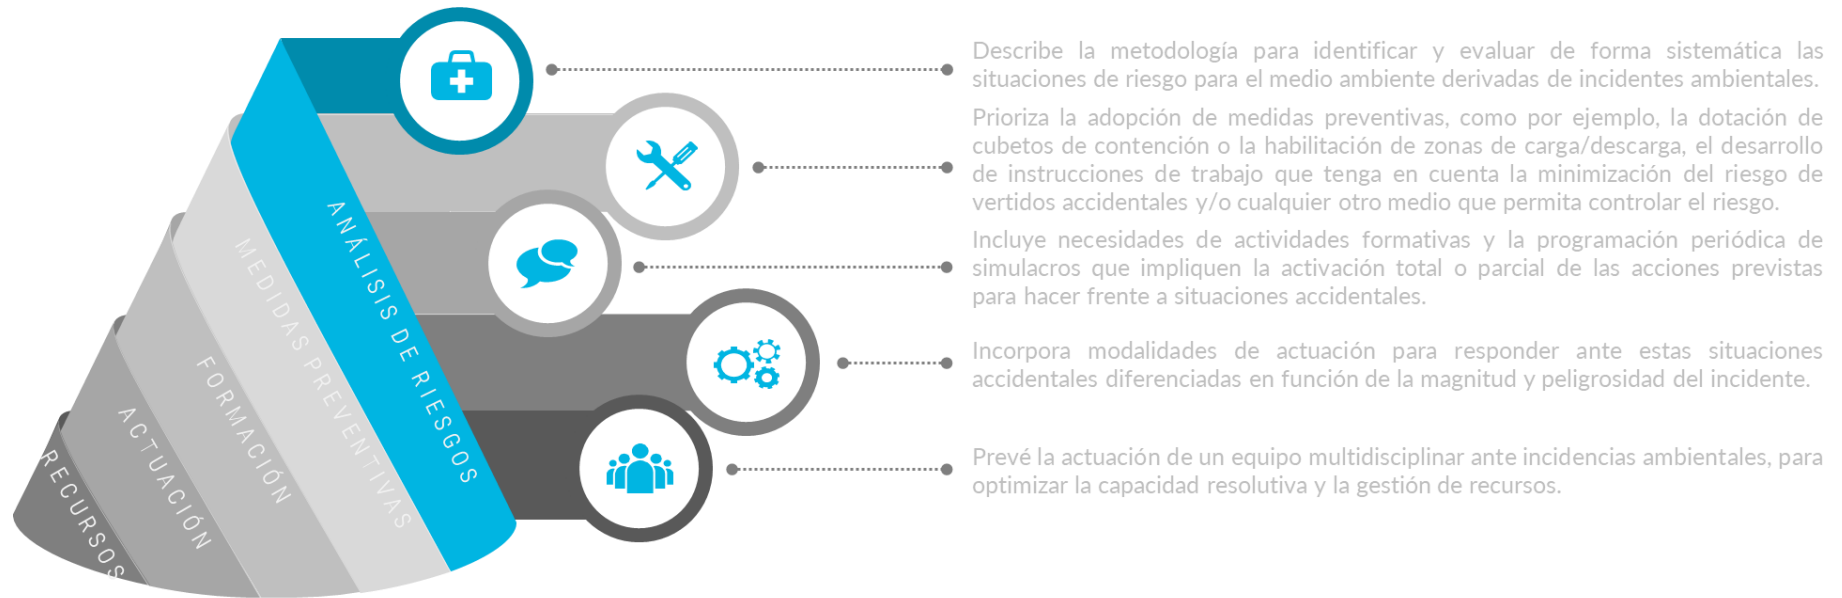 Describe la metodología para identificar y evaluar de forma sistemática las
situaciones de riesgo para el medio ambiente derivadas de incidentes ambientales.
Prioriza la adopción de medidas preventivas, como por ejemplo, la dotación de
cubetos de contención o la habilitación de zonas de carga/descarga, el desarrollo
de instrucciones de trabajo que tenga en cuenta la minimización del riesgo de
vertidos accidentales y/o cualquier otro medio que permita controlar el riesgo.
Incluye necesidades de actividades formativas y la programación periódica de
simulacros que impliquen la activación total o parcial de las acciones previstas
para hacer frente a situaciones accidentales.
Incorpora modalidades de actuación para responder ante estas situaciones
accidentales diferenciadas en función de la magnitud y peligrosidad del incidente.
Prevé la actuación de un equipo multidisciplinar ante incidencias ambientales, para
optimizar la capacidad resolutiva y la gestión de recursos.
ANÁLISIS DE RIESGOS
MEDIDAS PREVENTIVAS
FORMACIÓN
ACTUACIÓN
RECURSOS